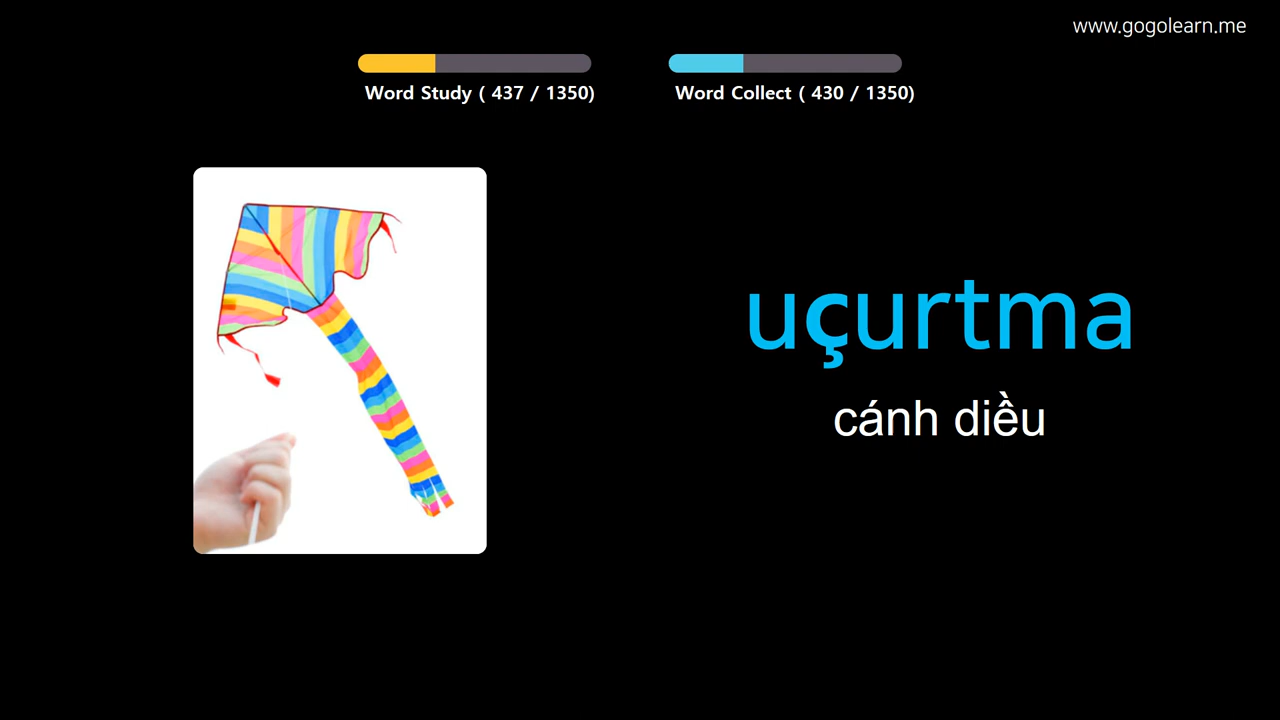 www.gogolearn.me
Word Study ( 437 / 1350)
Word Collect ( 430 / 1350)
uçurtma
cánh diều